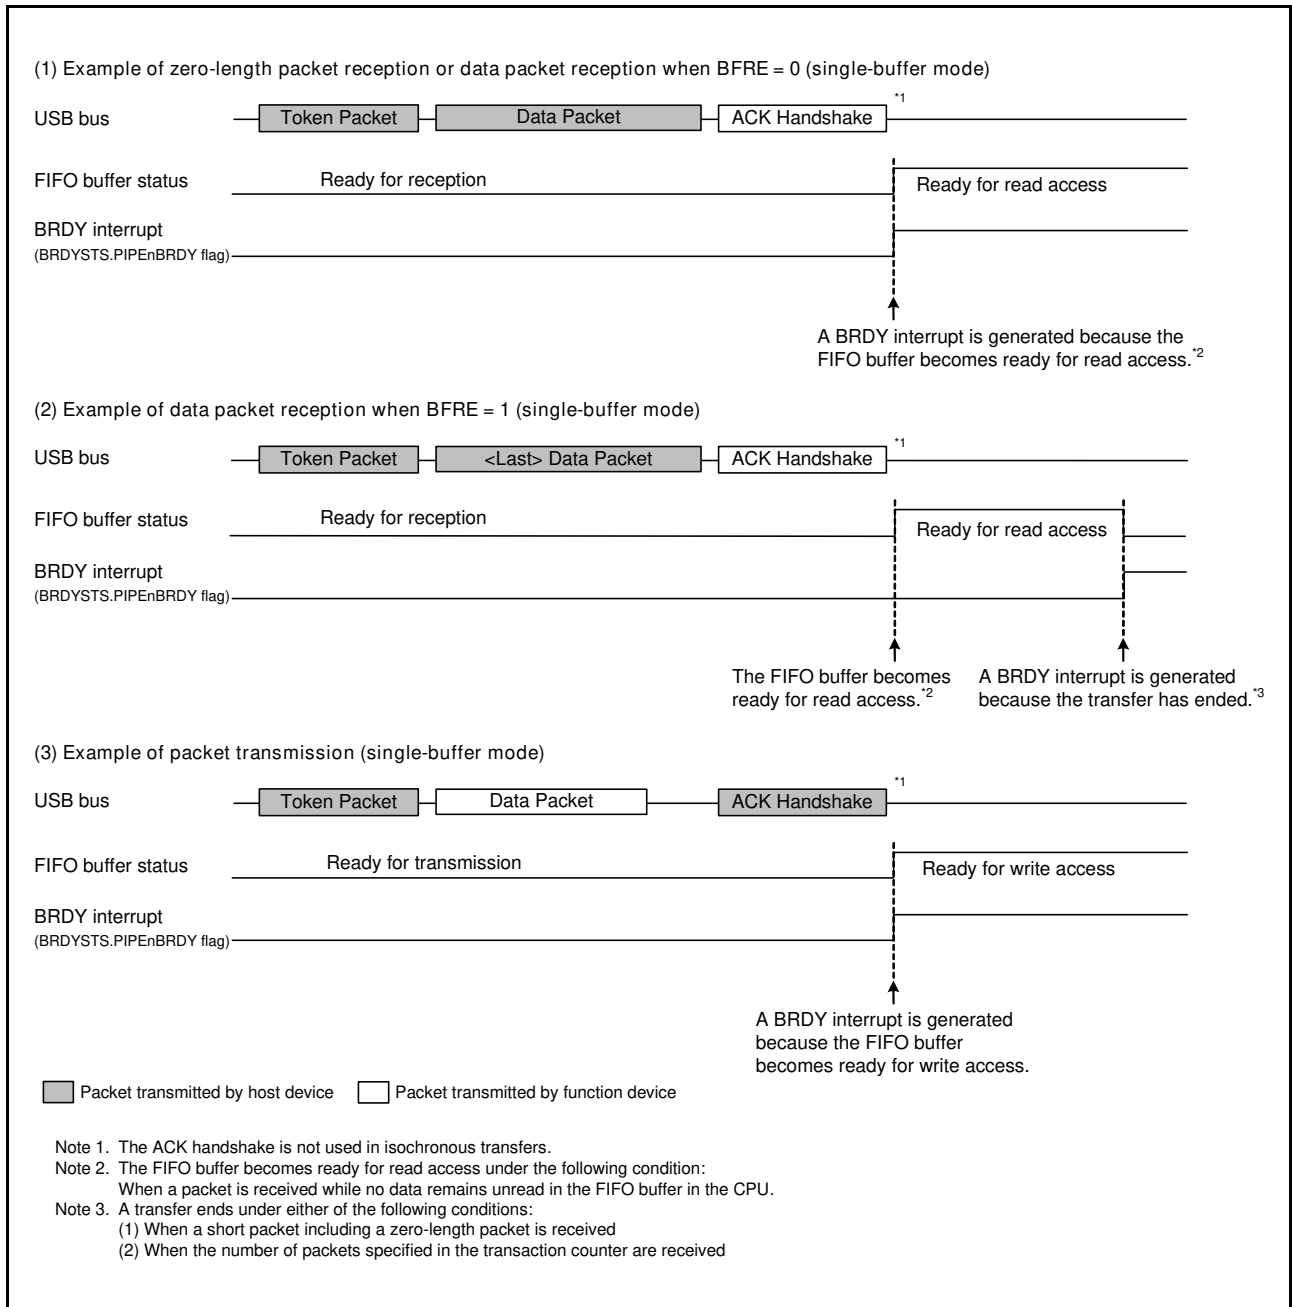 (1) Example of zero-length packet reception or data packet reception when BFRE = 0 (single-buffer mode)
*1
USB bus
Token Packet
Data Packet
ACK Handshake
FIFO buffer status
Ready for reception
Ready for read access
BRDY interrupt
(BRDYSTS.PIPEnBRDY flag)
A BRDY interrupt is generated because the
FIFO buffer becomes ready for read access.*2
(2) Example of data packet reception when BFRE = 1 (single-buffer mode)
*1
USB bus
Token Packet
<Last> Data Packet
ACK Handshake
FIFO buffer status
Ready for reception
Ready for read access
BRDY interrupt
(BRDYSTS.PIPEnBRDY flag)
The FIFO buffer becomes
ready for read access.*2
A BRDY interrupt is generated
because the transfer has ended.*3
(3) Example of packet transmission (single-buffer mode)
*1
USB bus
Token Packet
Data Packet
ACK Handshake
FIFO buffer status
Ready for transmission
Ready for write access
BRDY interrupt
(BRDYSTS.PIPEnBRDY flag)
A BRDY interrupt is generated
because the FIFO buffer
becomes ready for write access.
Packet transmitted by host device
Packet transmitted by function device
Note 1. The ACK handshake is not used in isochronous transfers.
Note 2. The FIFO buffer becomes ready for read access under the following condition:
When a packet is received while no data remains unread in the FIFO buffer in the CPU.
Note 3. A transfer ends under either of the following conditions:
(1) When a short packet including a zero-length packet is received
(2) When the number of packets specified in the transaction counter are received